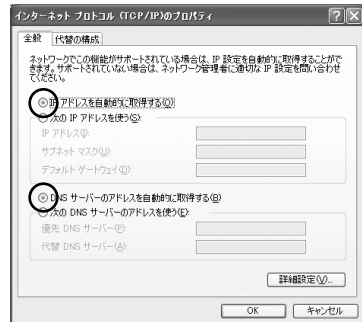 インターネット プロトコル (TCP/IP)のプロパティ
全般 代替の構成
ネットワークでこの機能がサポートされている場合は、IP 設定を自動的に取得することがで
きます。サポートされていない場合は、ネットワーク管理者に適切な IP 設定を問い合わせ
てください。
IP アドレスを自動的に取得する(O)
次の IP アドレスを使う(S):
IP アドレス(I):
サブネット マスク(U):
デフォルト ゲートウェイ(D):
DNS サーバーのアドレスを自動的に取得する(B)
次の DNS サーバーのアドレスを使う(E):
優先 DNS サーバー(P):
代替 DNS サーバー(A):
詳細設定(V)...
OK キャンセル